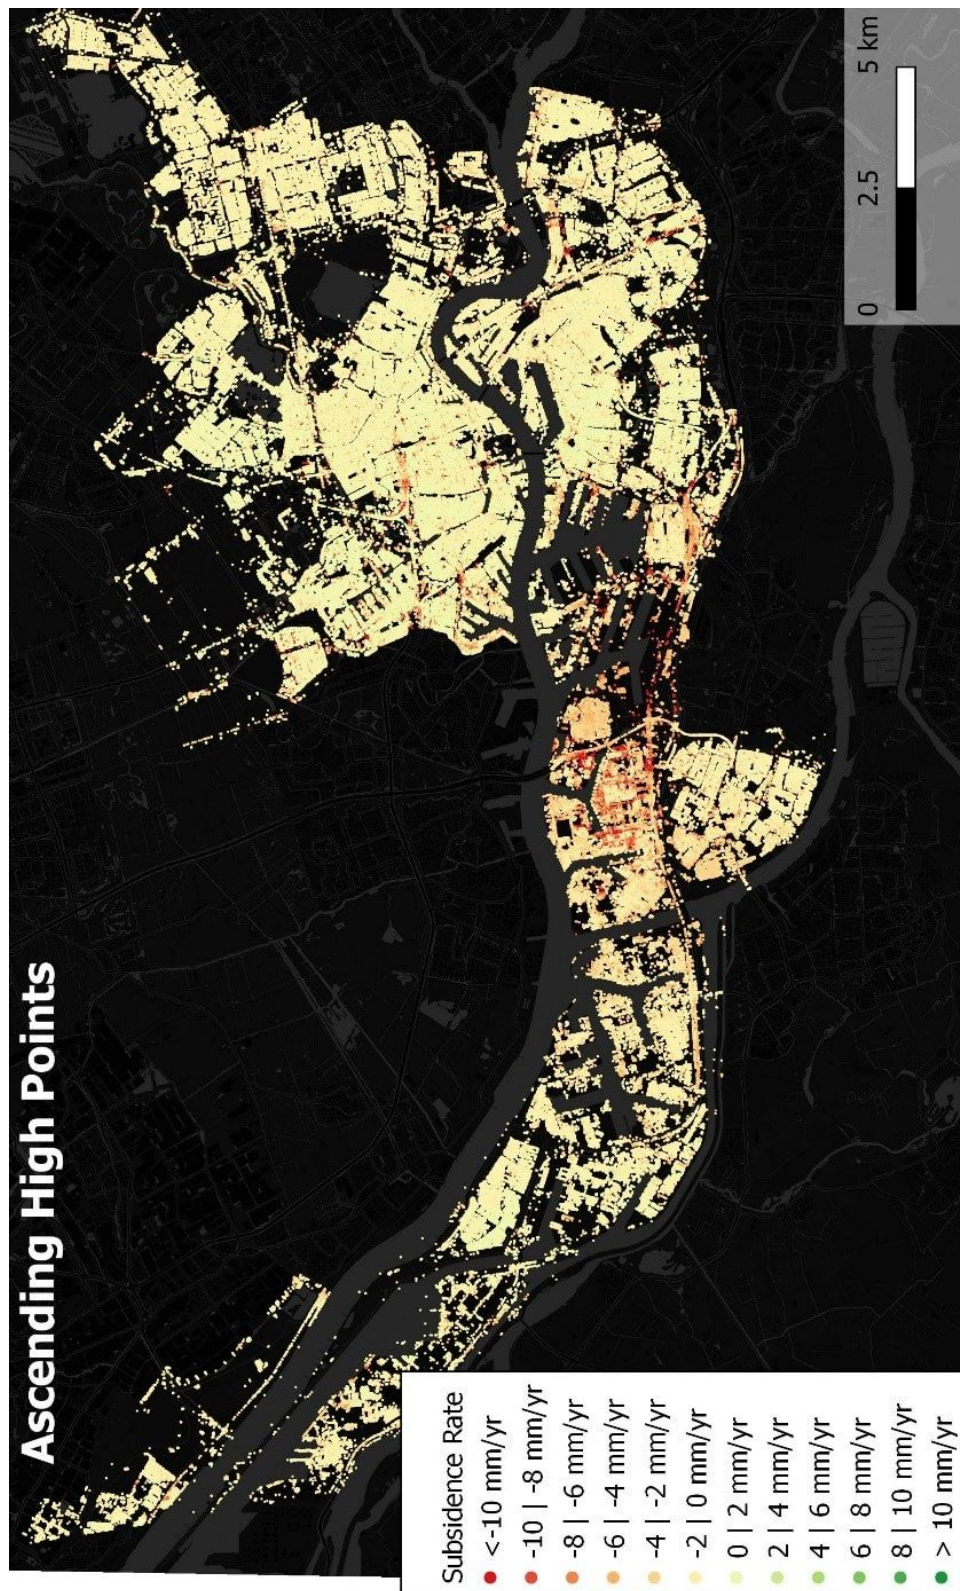 Ascending High Points
Subsidence Rate
< -10 mm/yr
-10 | -8 mm/yr
-8 | -6 mm/yr
-6 | -4 mm/yr
-4 | -2 mm/yr
-2 | 0 mm/yr
0 | 2 mm/yr
2 | 4 mm/yr
4 | 6 mm/yr
6 | 8 mm/yr
8 | 10 mm/yr
> 10 mm/yr
0 2.5 5 km